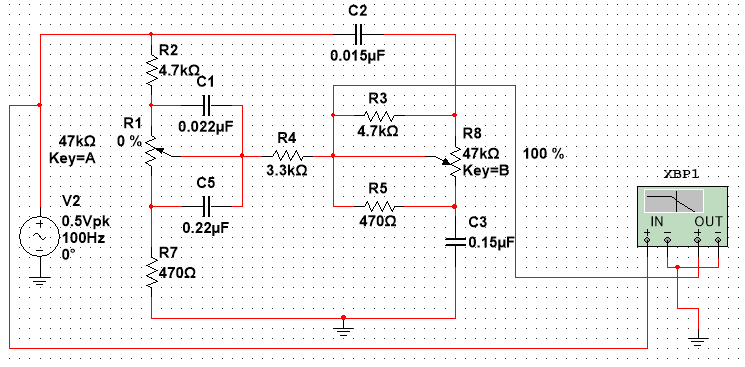 C2
0.015µF
R2
4.7kΩ
C1
0.022µF
R1
0 %
47kΩ
Key=A
R3
4.7kΩ
R4
3.3kΩ
R8
47kΩ
Key=B
100 %
C5
0.22µF
R5
470Ω
C3
0.15µF
V2
0.5Vpk
100Hz
0°
R7
470Ω
XBP1
IN OUT
+ − + −